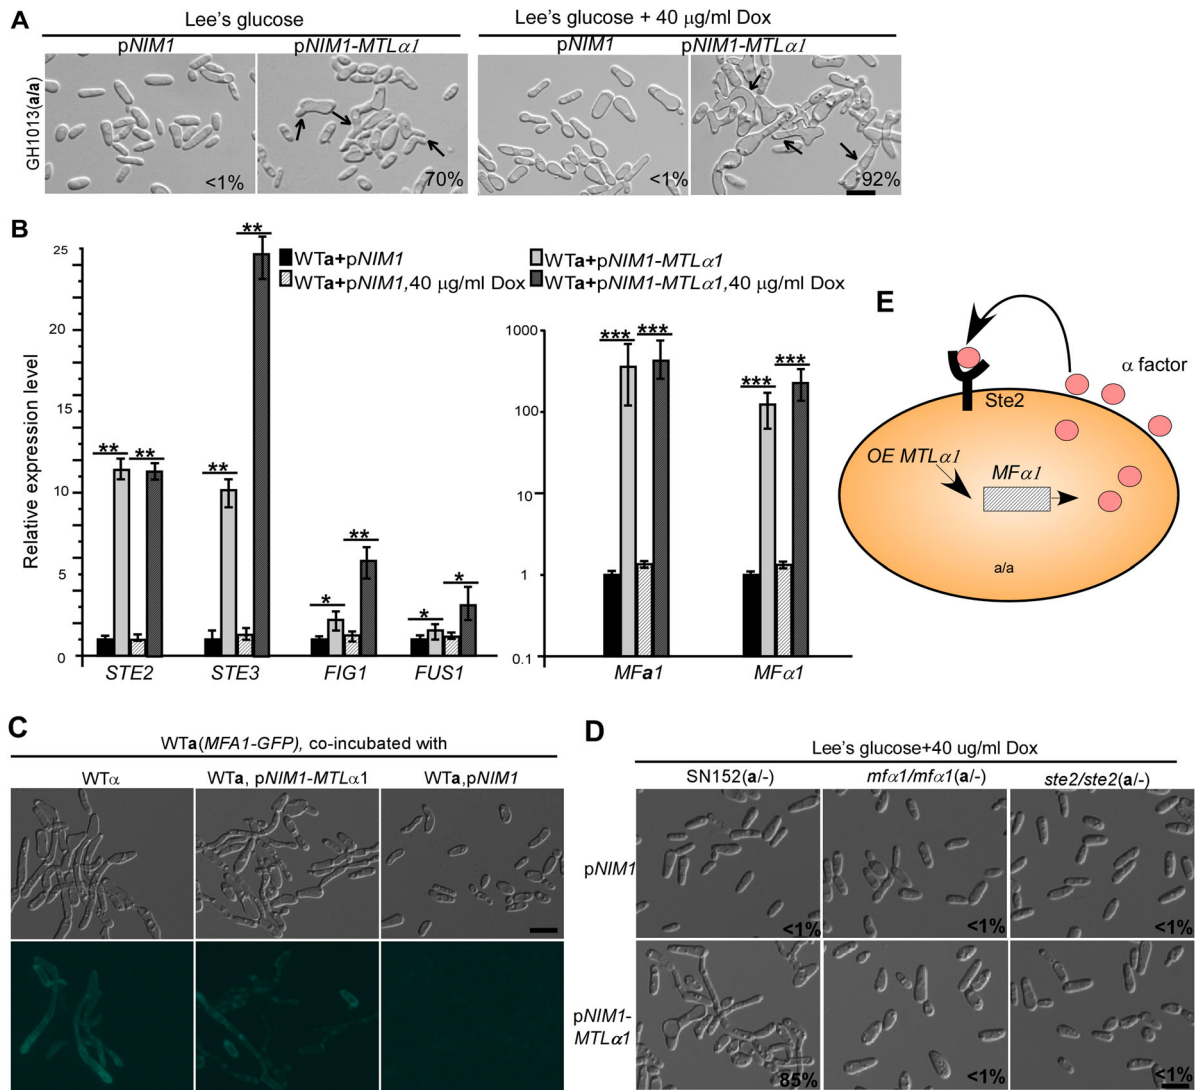 A
Lee's glucose
Lee's glucose + 40 μg/ml Dox
pNIM1
pNIM1-MTLα1
pNIM1
pNIM1-MTLα1
GH1013(a/a)
<1%
70%
<1%
92%
B
Relative expression level
25
20
15
10
5
0
**
**
**
**
*
**
*
*
WTa+pNIM1
WTa+pNIM1-MTLα1
WTa+pNIM1,40 μg/ml Dox
WTa+pNIM1-MTLα1,40 μg/ml Dox
STE2
STE3
FIG1
FUS1
1000
100
10
1
0.1
***
***
***
***
MFa1
MFα1
E
α factor
Ste2
OE MTLα1
MFα1
a/a
C
WTa(MFA1-GFP), co-incubated with
WTα
WTa, pNIM1-MTLα1
WTa,pNIM1
D
Lee's glucose+40 ug/ml Dox
SN152(a/-)
mfα1/mfα1(a/-)
ste2/ste2(a/-)
pNIM1
<1%
<1%
<1%
pNIM1-
MTLα1
85%
<1%
<1%